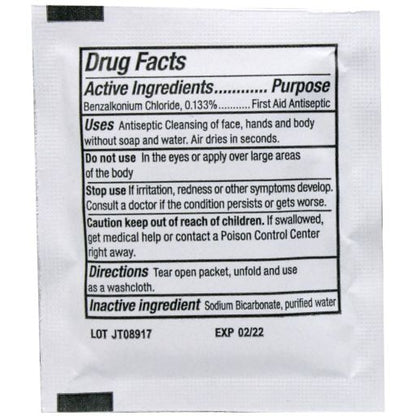 Drug Facts
Active Ingredients............ Purpose
Benzalkonium Chloride, 0.133%........... First Aid Antiseptic
Uses Antiseptic Cleansing of face, hands and body
without soap and water. Air dries in seconds.
Do not use In the eyes or apply over large areas
of the body
Stop use If irritation, redness or other symptoms develop.
Consult a doctor if the condition persists or gets worse.
Caution keep out of reach of children. If swallowed,
get medical help or contact a Poison Control Center
right away.
Directions Tear open packet, unfold and use
as a washcloth.
Inactive ingredient Sodium Bicarbonate, purified water
LOT JT08917 EXP 02/22